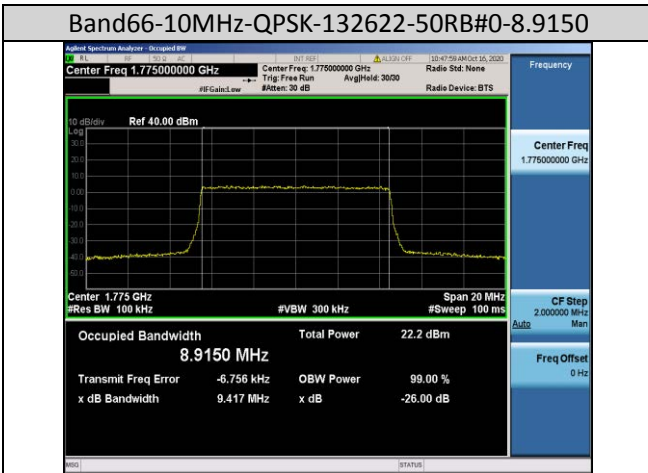 Band66-10MHz-QPSK-132622-50RB#0-8.9150
Agilent Spectrum Analyzer - Occupied BW
RL RF 50 Ω AC INT REF ALIGN OFF 10:47:59 AM Oct 16, 2020
Center Freq 1.775000000 GHz
Center Freq: 1.775000000 GHz
Radio Std: None
Trig: Free Run Avg|Hold: 30/30
#IFGain:Low #Atten: 30 dB Radio Device: BTS
Frequency
10 dB/div Ref 40.00 dBm
Log
30.0
20.0
10.0
0.00
-10.0
-20.0
-30.0
-40.0
-50.0
Center Freq
1.775000000 GHz
Center 1.775 GHz Span 20 MHz
#Res BW 100 kHz #VBW 300 kHz #Sweep 100 ms
CF Step
2.000000 MHz
Auto Man
Occupied Bandwidth Total Power 22.2 dBm
8.9150 MHz
Transmit Freq Error -6.756 kHz OBW Power 99.00 %
x dB Bandwidth 9.417 MHz x dB -26.00 dB
Freq Offset
0 Hz
MSG STATUS